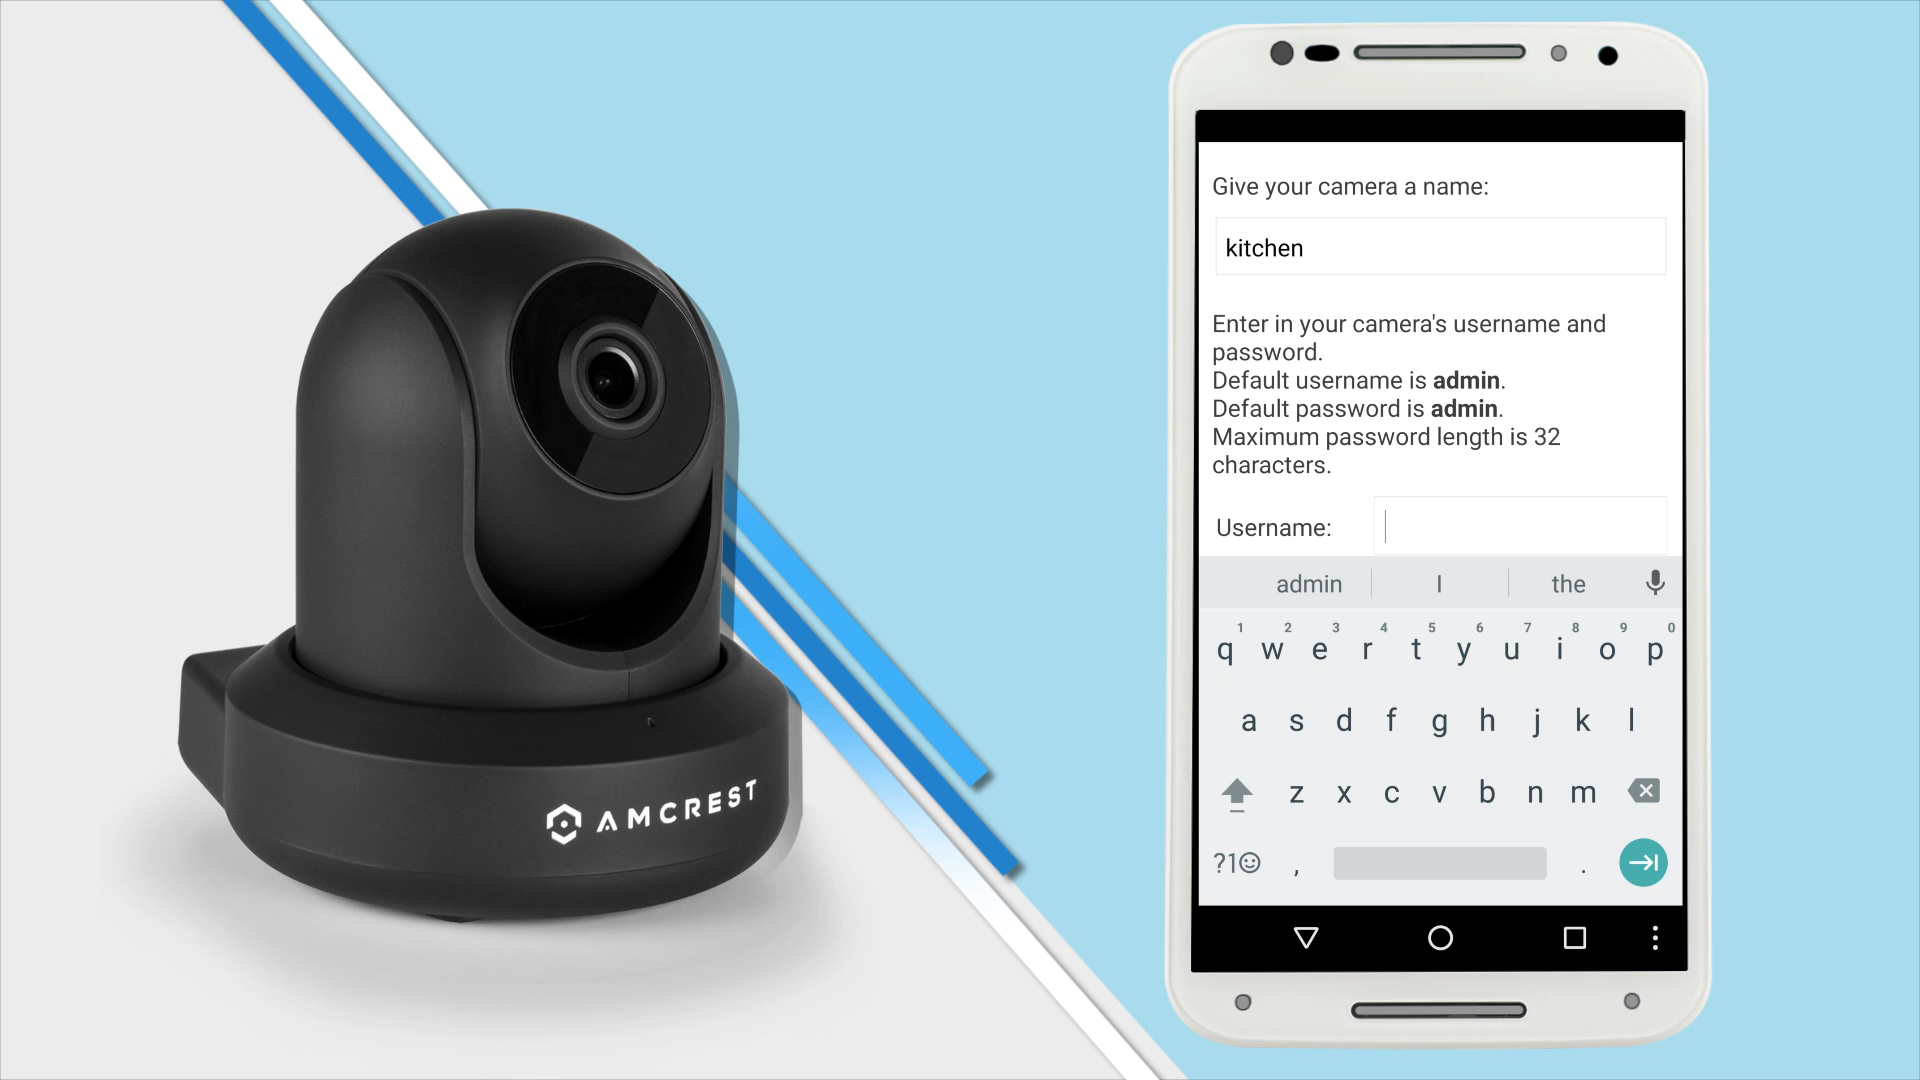 AMCREST
Give your camera a name:
kitchen
Enter in your camera's username and
password.
Default username is admin.
Default password is admin.
Maximum password length is 32
characters.
Username:
admin I the
1 2 3 4 5 6 7 8 9 0
q w e r t y u i o p
a s d f g h j k l
z x c v b n m
?1☺ , .